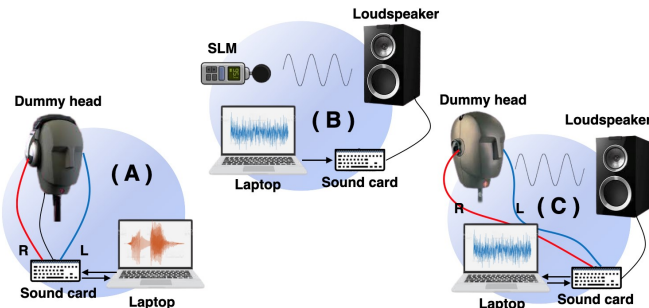 Dummy head
( A )
R
L
Sound card
Laptop
Loudspeaker
SLM
( B )
Laptop
Sound card
Dummy head
Loudspeaker
R
L
( C )
Laptop
Sound card